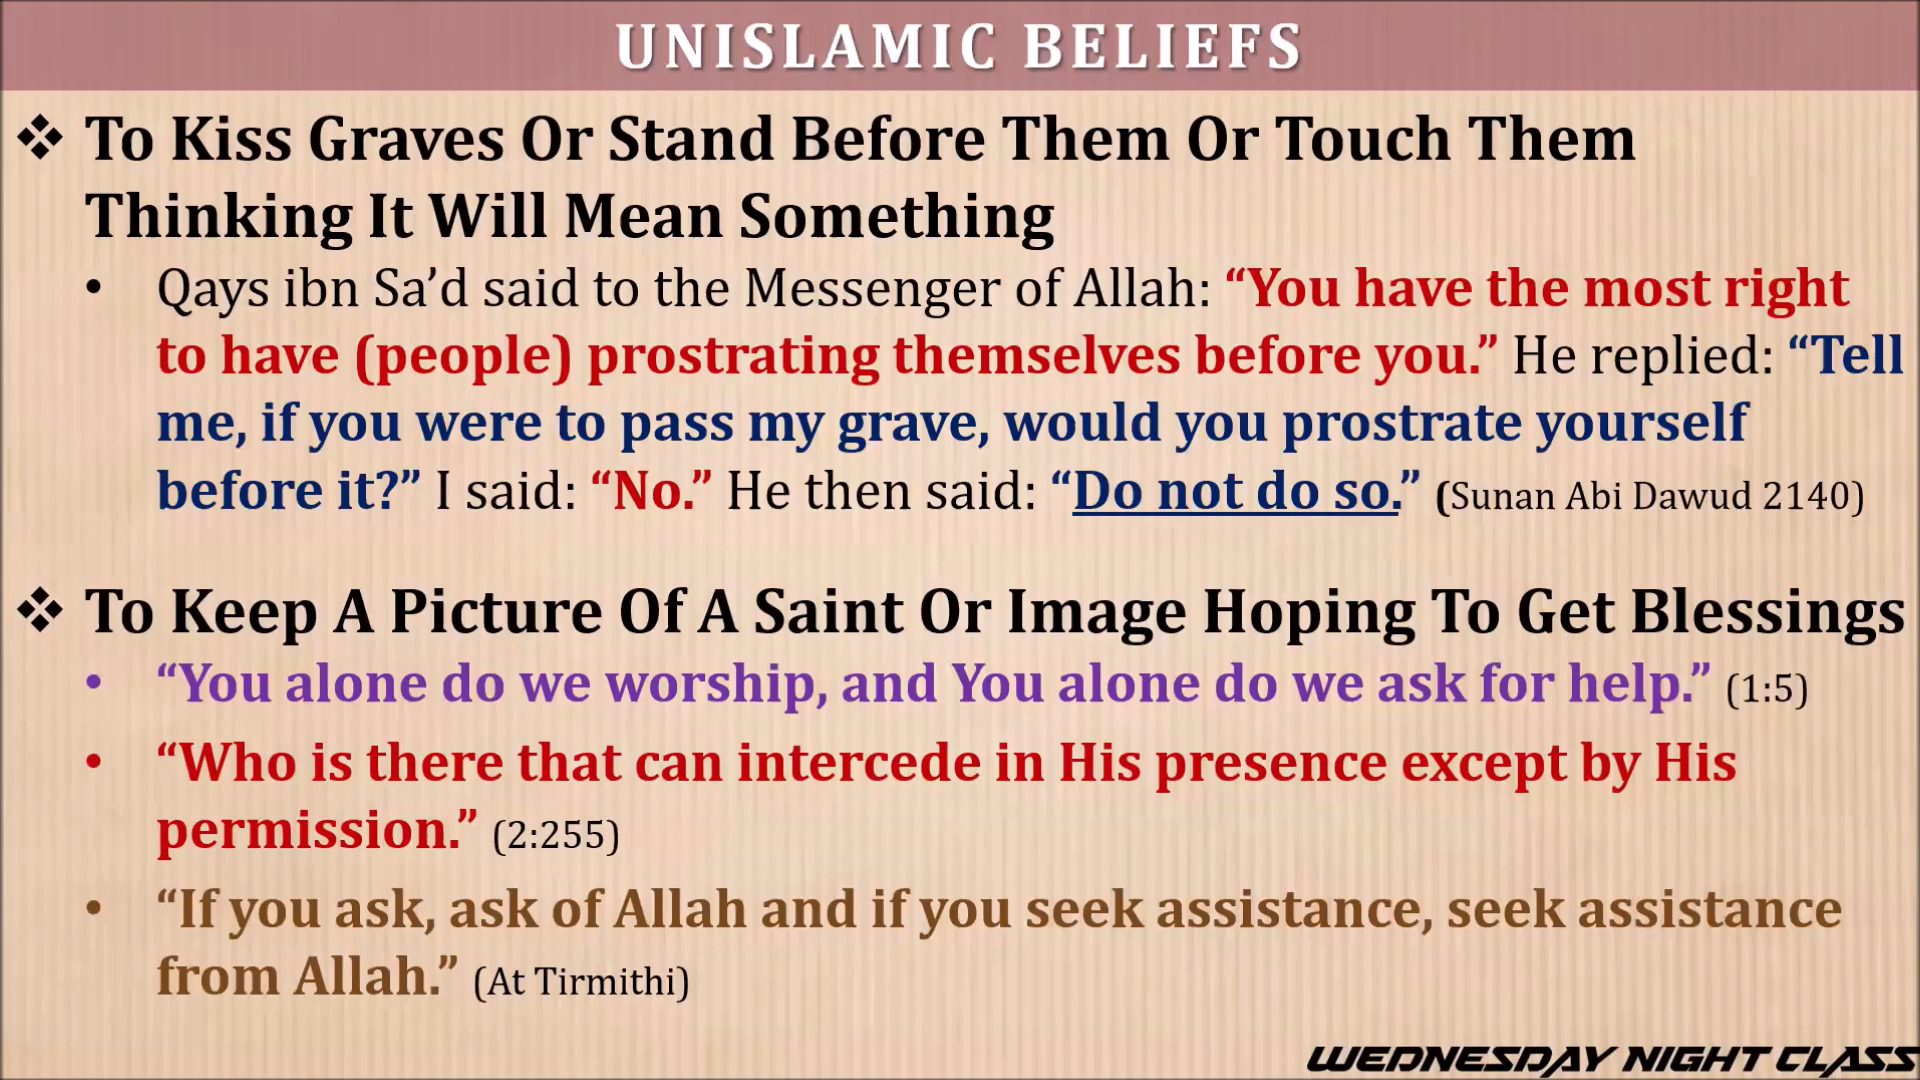 UNISLAMIC BELIEFS
❖ To Kiss Graves Or Stand Before Them Or Touch Them
Thinking It Will Mean Something
• Qays ibn Sa’d said to the Messenger of Allah: “You have the most right
to have (people) prostrating themselves before you.” He replied: “Tell
me, if you were to pass my grave, would you prostrate yourself
before it?” I said: “No.” He then said: “Do not do so.” (Sunan Abi Dawud 2140)
❖ To Keep A Picture Of A Saint Or Image Hoping To Get Blessings
• “You alone do we worship, and You alone do we ask for help.” (1:5)
• “Who is there that can intercede in His presence except by His
permission.” (2:255)
• “If you ask, ask of Allah and if you seek assistance, seek assistance
from Allah.” (At Tirmithi)
WEDNESDAY NIGHT CLASS